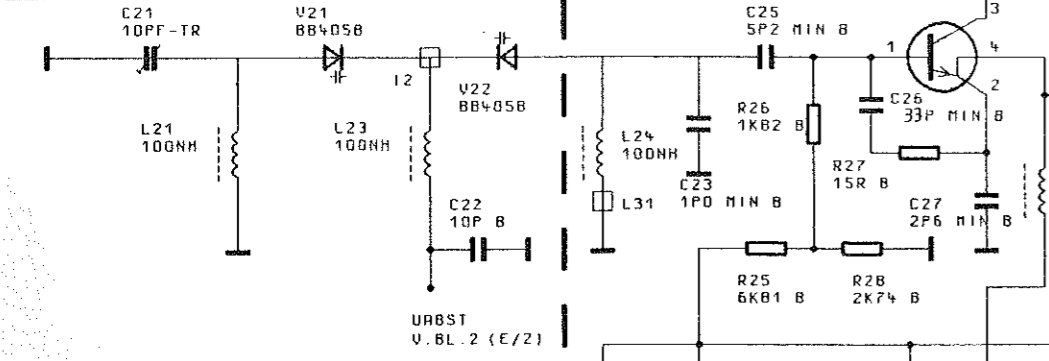 C21
10PF-TR
V21
BB405B
C25
5P2 MIN B
3
1
4
2
I2
V22
BB405B
C26
33P MIN B
R26
1K82 B
L21
100NH
L23
100NH
L24
100NH
R27
15R B
C23
1P0 MIN B
L31
C22
10P B
C27
2P6 MIN B
R25
6K81 B
R28
2K74 B
UABST
V.BL.2 (E/2)